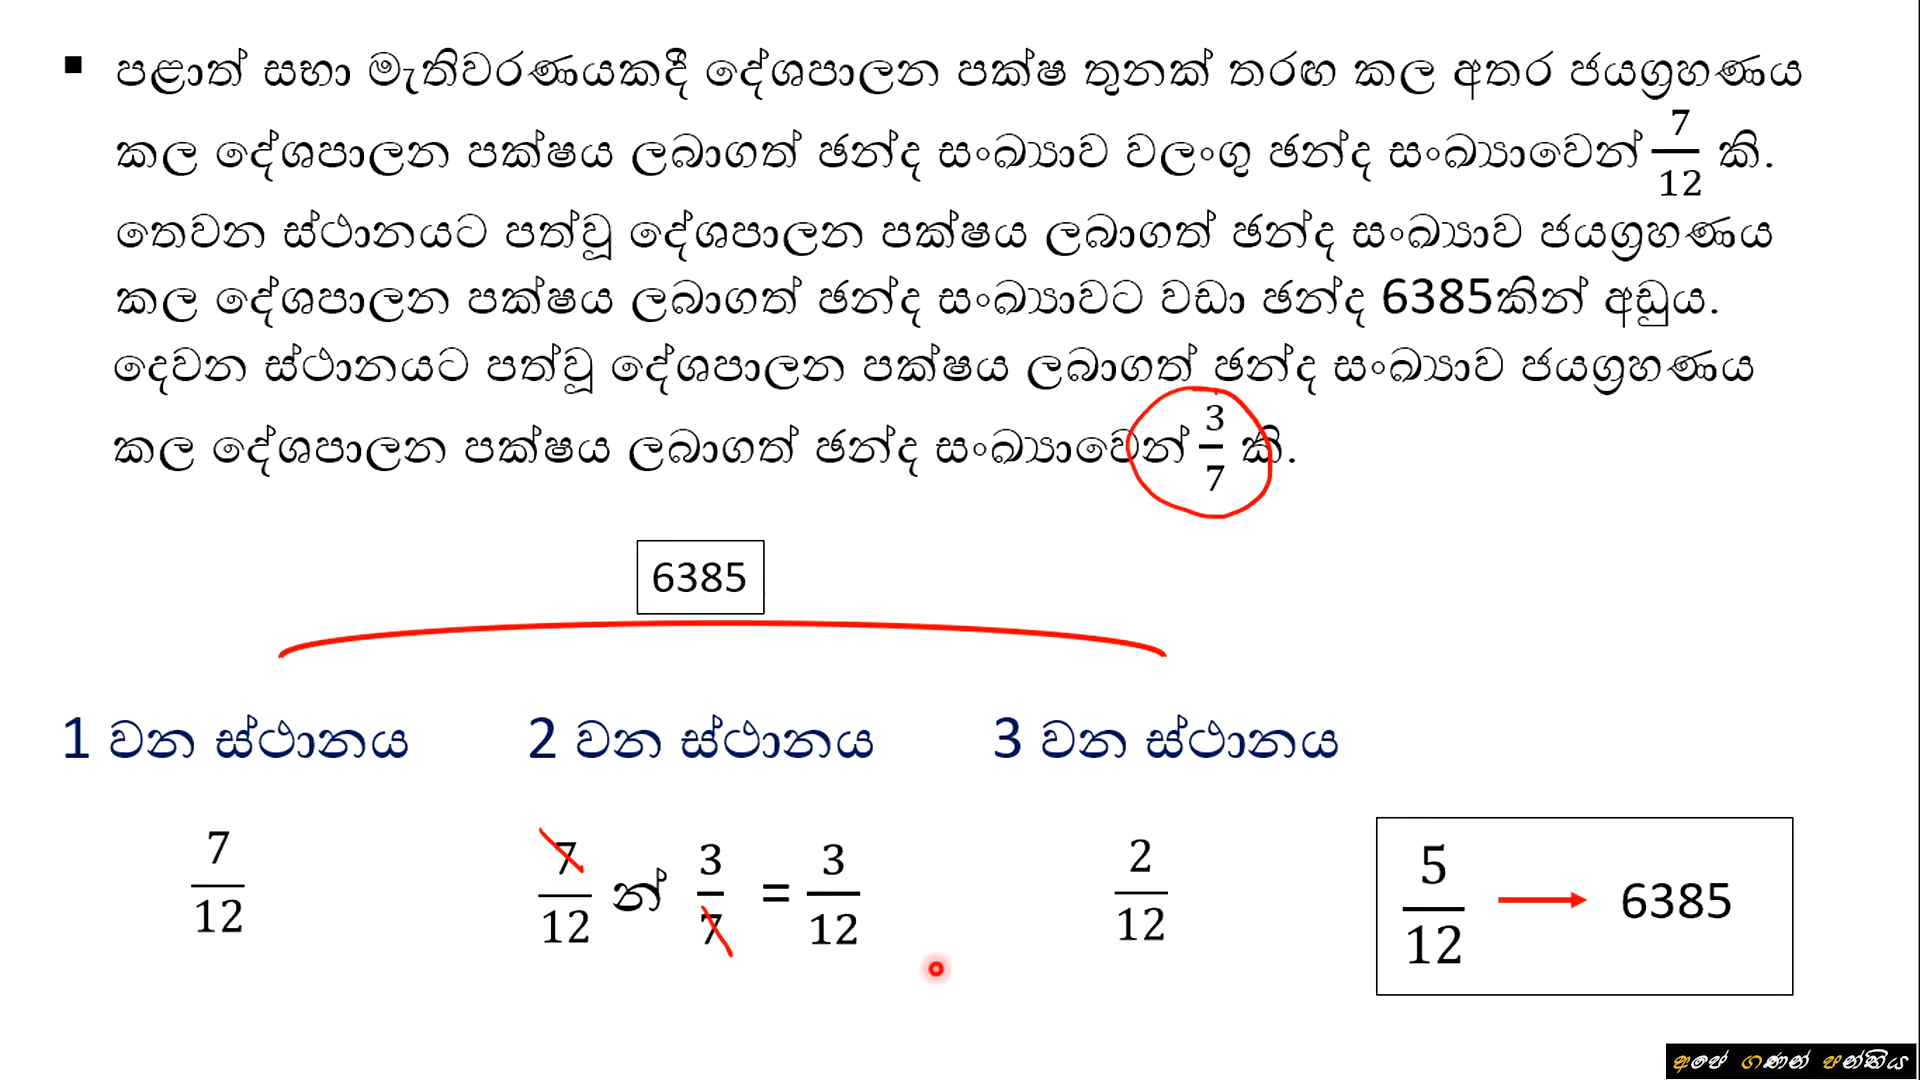 ▪ පළාත් සභා මැතිවරණයකදී දේශපාලන පක්ෂ තුනක් තරඟ කල අතර ජයග්‍රහණය
කල දේශපාලන පක්ෂය ලබාගත් ඡන්ද සංඛ්‍යාව වලංගු ඡන්ද සංඛ්‍යාවෙන් 7/12 කි.
තෙවන ස්ථානයට පත්වූ දේශපාලන පක්ෂය ලබාගත් ඡන්ද සංඛ්‍යාව ජයග්‍රහණය
කල දේශපාලන පක්ෂය ලබාගත් ඡන්ද සංඛ්‍යාවට වඩා ඡන්ද 6385කින් අඩුය.
දෙවන ස්ථානයට පත්වූ දේශපාලන පක්ෂය ලබාගත් ඡන්ද සංඛ්‍යාව ජයග්‍රහණය
කල දේශපාලන පක්ෂය ලබාගත් ඡන්ද සංඛ්‍යාවෙන් 3/7 කි.
6385
1 වන ස්ථානය 2 වන ස්ථානය 3 වන ස්ථානය
7/12 7/12 න් 3/7 = 3/12 2/12 5/12 → 6385
අපේ ගණන් පන්තිය